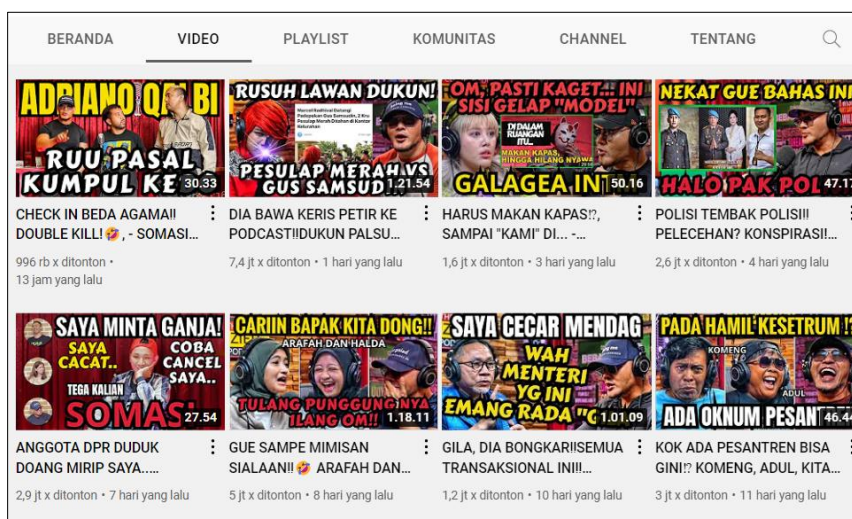 BERANDA VIDEO PLAYLIST KOMUNITAS CHANNEL TENTANG
ADRIANO QALBI
RUU PASAL
KUMPUL KE
30.33
CHECK IN BEDA AGAMA!!
DOUBLE KILL!🤣, - SOMASI...
996 rb x ditonton •
13 jam yang lalu
RUSUH LAWAN DUKUN!
PESULAP MERAH VS
GUS SAMSUD
1.21.54
DIA BAWA KERIS PETIR KE
PODCAST!!DUKUN PALSU...
7,4 jt x ditonton • 1 hari yang lalu
OM, PASTI KAGET... INI
SISI GELAP "MODEL"
DI DALAM
RUANGAN
ITU...
MAKAN KAPAS,
HINGGA HILANG NYAWA
GALAGEA INT
50.16
HARUS MAKAN KAPAS!?,
SAMPAI "KAMI" DI... -...
1,6 jt x ditonton • 3 hari yang lalu
NEKAT GUE BAHAS INI
HALO PAK POL
47.17
POLISI TEMBAK POLISI!!
PELECEHAN? KONSPIRASI!...
2,6 jt x ditonton • 4 hari yang lalu
SAYA MINTA GANJA!
SAYA
CACAT..
COBA
CANCEL
SAYA..
TEGA KALIAN
SOMASI
27.54
ANGGOTA DPR DUDUK
DOANG MIRIP SAYA.....
2,9 jt x ditonton • 7 hari yang lalu
CARIIN BAPAK KITA DONG!!
ARAFAH DAN HALDA
TULANG PUNGGUNG NYA
ILANG OM!!
1.18.11
GUE SAMPE MIMISAN
SIALAAN!!🤣 ARAFAH DAN...
5 jt x ditonton • 8 hari yang lalu
SAYA CECAR MENDAG
WAH
MENTERI
YG INI
EMANG RADA "G
1.01.09
GILA, DIA BONGKAR!!SEMUA
TRANSAKSIONAL INI!!...
1,2 jt x ditonton • 10 hari yang lalu
PADA HAMIL KESETRUM !?
KOMENG
ADUL
ADA OKNUM PESAN
46.44
KOK ADA PESANTREN BISA
GINI!? KOMENG, ADUL, KITA...
3 jt x ditonton • 11 hari yang lalu